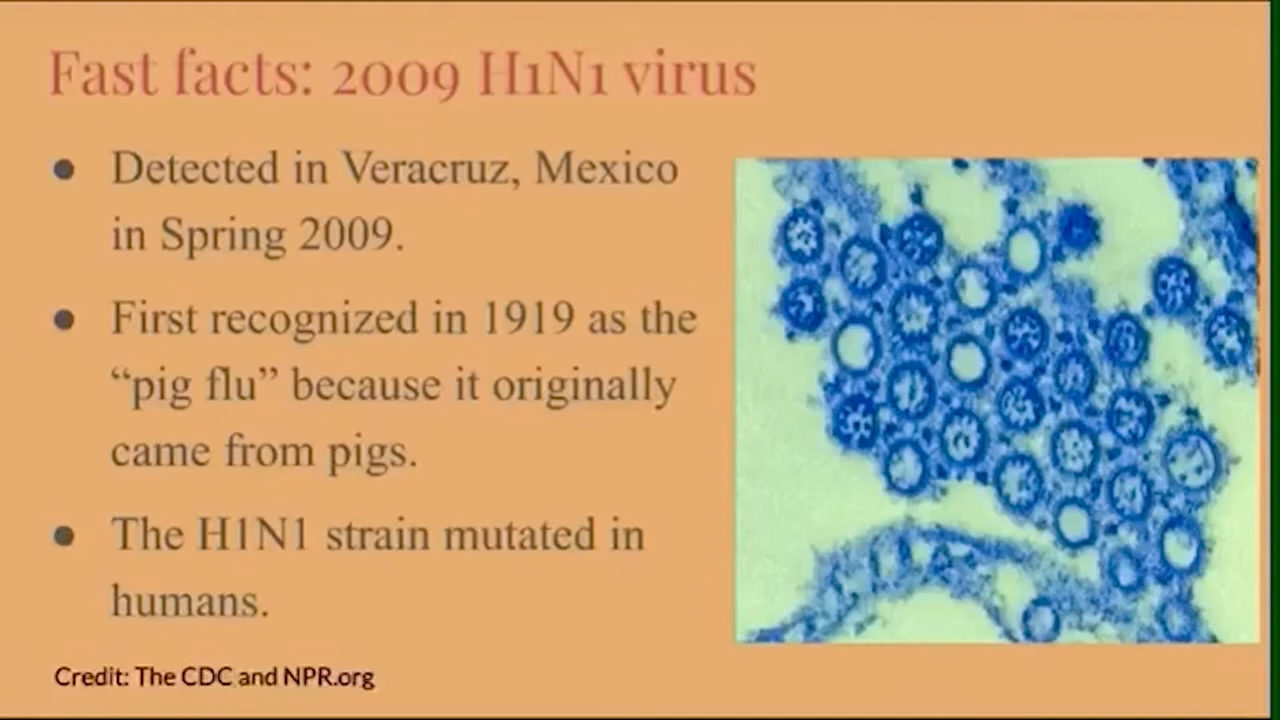 Fast facts: 2009 H1N1 virus
● Detected in Veracruz, Mexico
in Spring 2009.
● First recognized in 1919 as the
“pig flu” because it originally
came from pigs.
● The H1N1 strain mutated in
humans.
Credit: The CDC and NPR.org